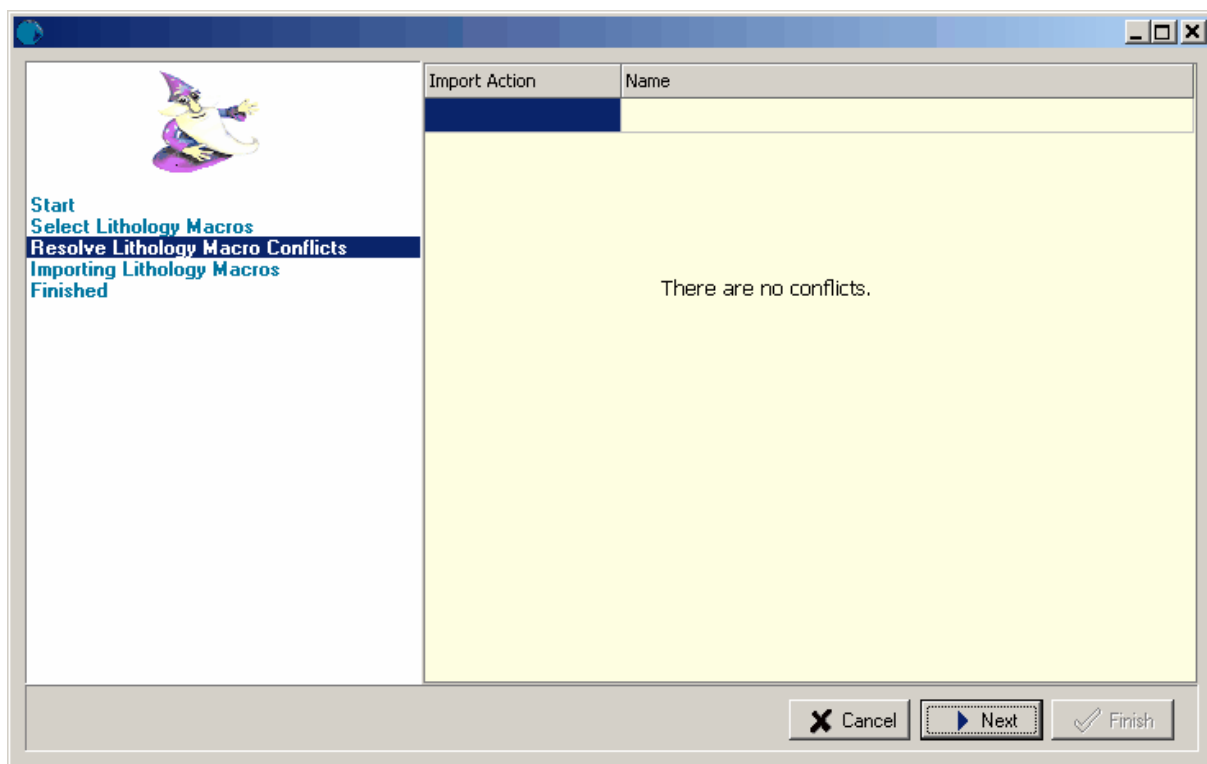 Import Action Name
Start
Select Lithology Macros
Resolve Lithology Macro Conflicts
Importing Lithology Macros
Finished
There are no conflicts.
Cancel Next Finish